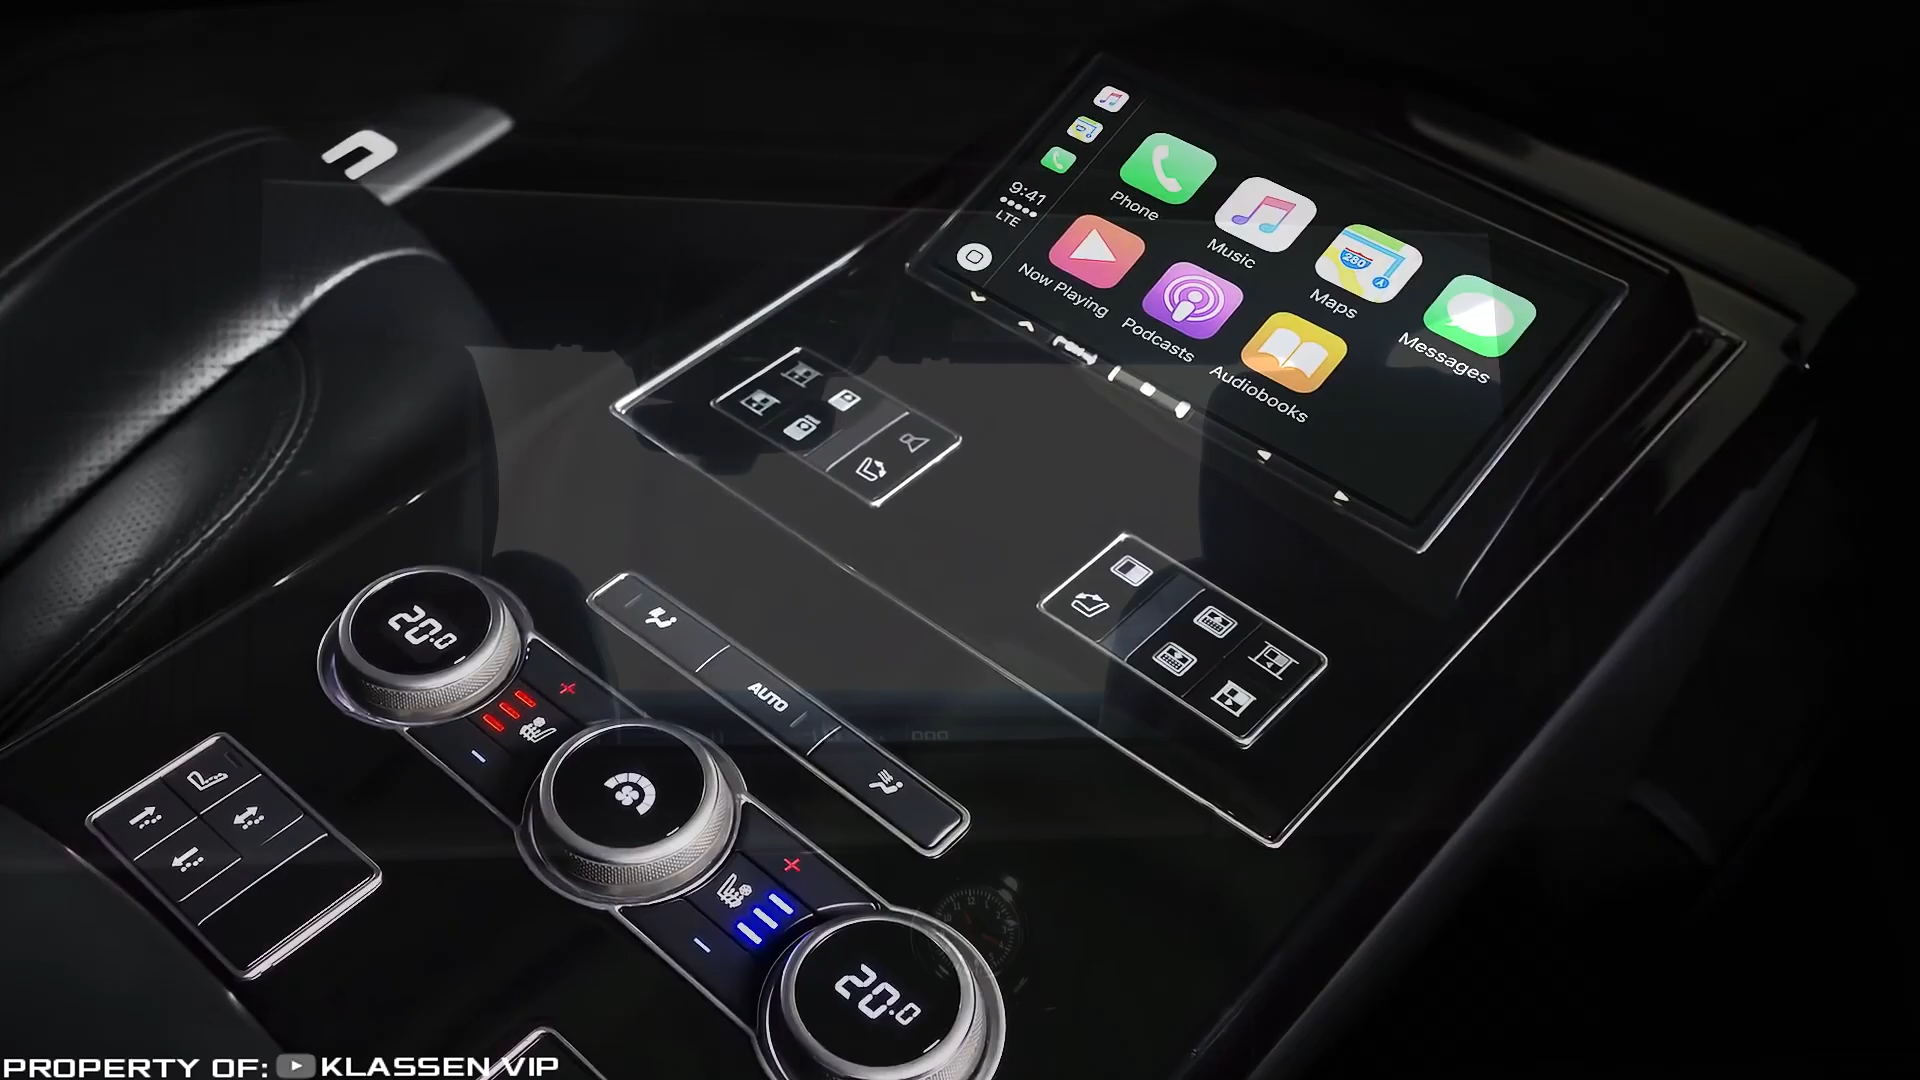 9:41
LTE
Phone
Music
Maps
Messages
Now Playing
Podcasts
Audiobooks
280
20.0
AUTO
20.0
PROPERTY OF: KLASSEN VIP